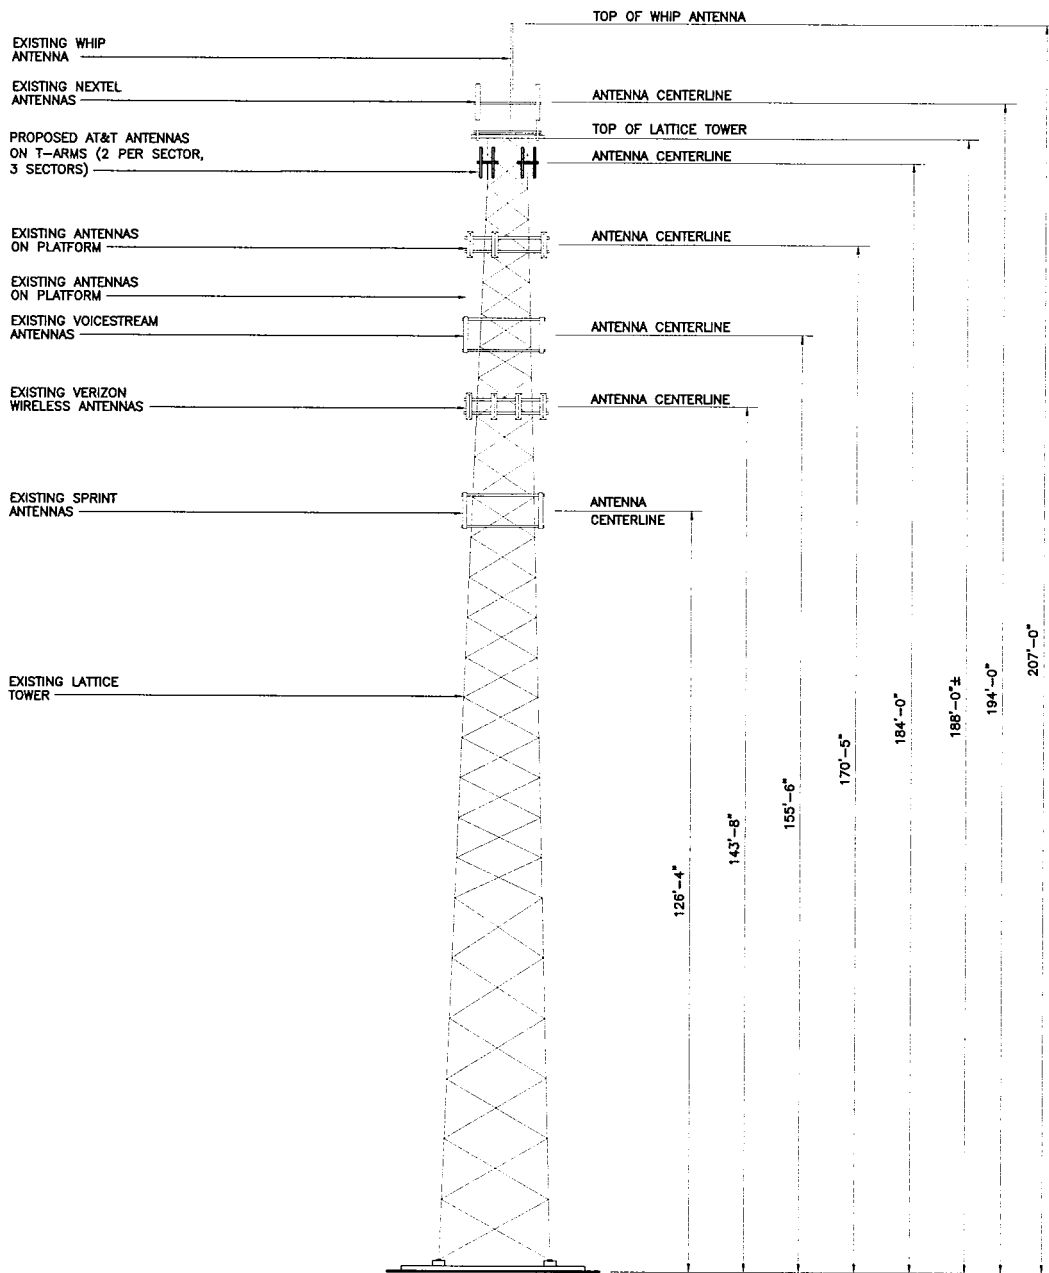 TOP OF WHIP ANTENNA
EXISTING WHIP
ANTENNA
EXISTING NEXTEL
ANTENNAS
ANTENNA CENTERLINE
PROPOSED AT&T ANTENNAS
ON T-ARMS (2 PER SECTOR,
3 SECTORS)
TOP OF LATTICE TOWER
ANTENNA CENTERLINE
EXISTING ANTENNAS
ON PLATFORM
ANTENNA CENTERLINE
EXISTING ANTENNAS
ON PLATFORM
EXISTING VOICESTREAM
ANTENNAS
ANTENNA CENTERLINE
EXISTING VERIZON
WIRELESS ANTENNAS
ANTENNA CENTERLINE
EXISTING SPRINT
ANTENNAS
ANTENNA
CENTERLINE
EXISTING LATTICE
TOWER
126'-4"
143'-8"
155'-6"
170'-5"
184'-0"
188'-0"±
194'-0"
207'-0"